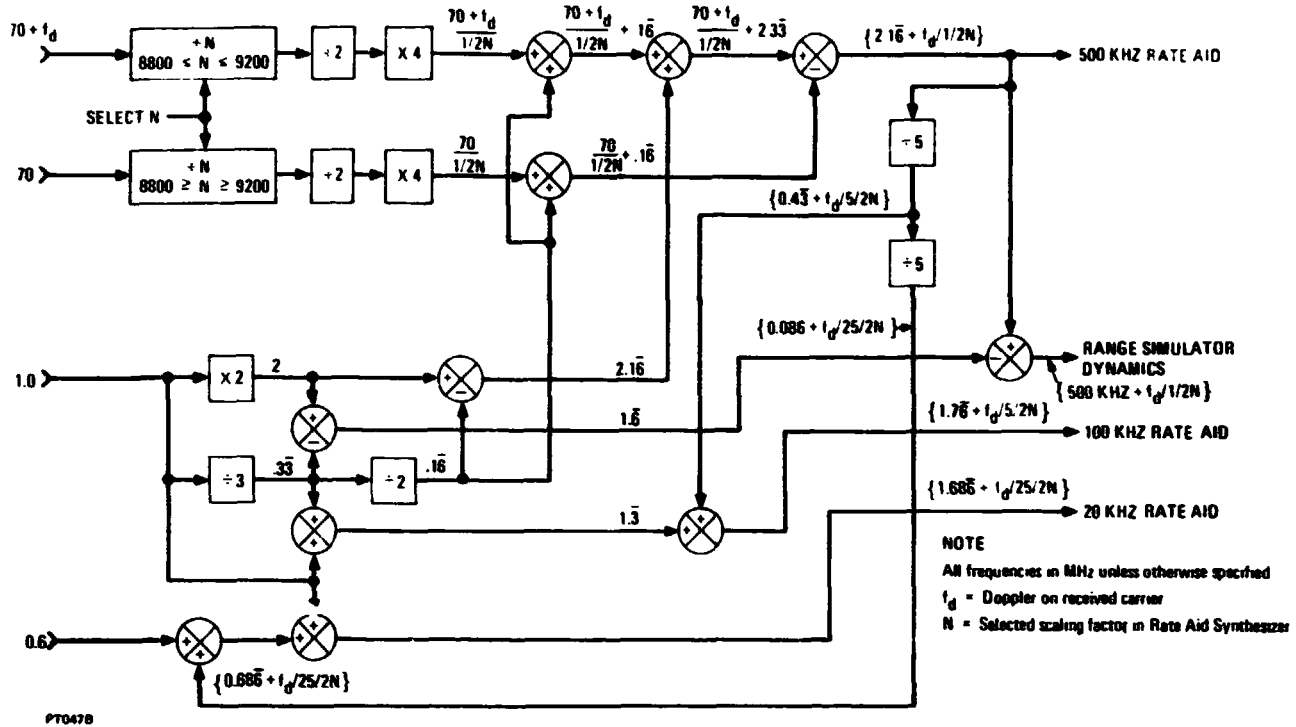 70 + f_d
÷ N
8800 ≤ N ≤ 9200
÷ 2
X 4
70 + f_d
1/2N
70 + f_d
1/2N
+ .16̄
70 + f_d
1/2N
+ 2.33̄
{2.16̄ + f_d/1/2N}
500 KHZ RATE AID
SELECT N
70
÷ N
8800 ≥ N ≥ 9200
÷ 2
X 4
70
1/2N
70
1/2N
+ .16̄
÷ 5
{0.43̄ + f_d/5/2N}
÷ 5
{0.086 + f_d/25/2N}
1.0
X 2
2
2.16̄
RANGE SIMULATOR
DYNAMICS
{500 KHZ + f_d/1/2N}
1.6̄
{1.76̄ + f_d/5/2N}
100 KHZ RATE AID
÷ 3
.33̄
÷ 2
.16̄
{1.686̄ + f_d/25/2N}
20 KHZ RATE AID
1.3̄
NOTE
All frequencies in MHz unless otherwise specified
f_d = Doppler on received carrier
N = Selected scaling factor in Rate Aid Synthesizer
0.6
{0.686̄ + f_d/25/2N}
PT047B